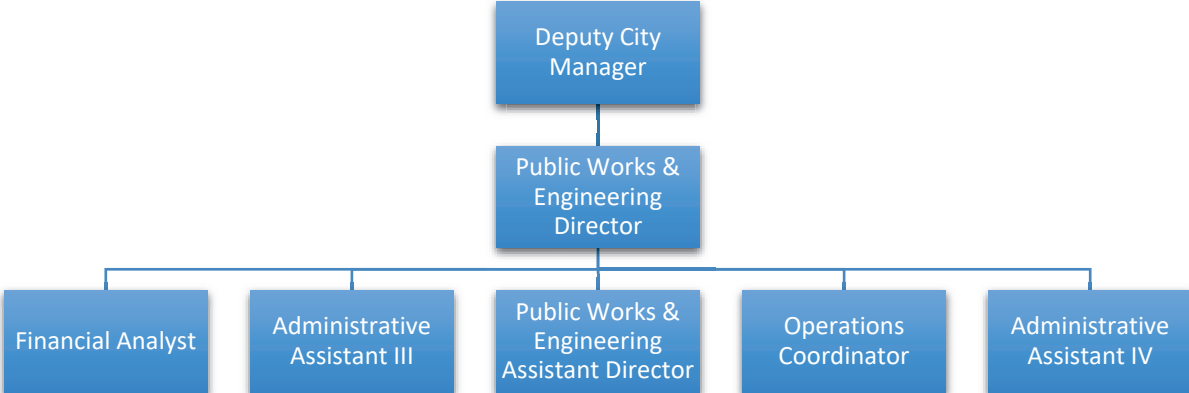 Deputy City
Manager
Public Works &
Engineering
Director
Financial Analyst
Administrative
Assistant III
Public Works &
Engineering
Assistant Director
Operations
Coordinator
Administrative
Assistant IV